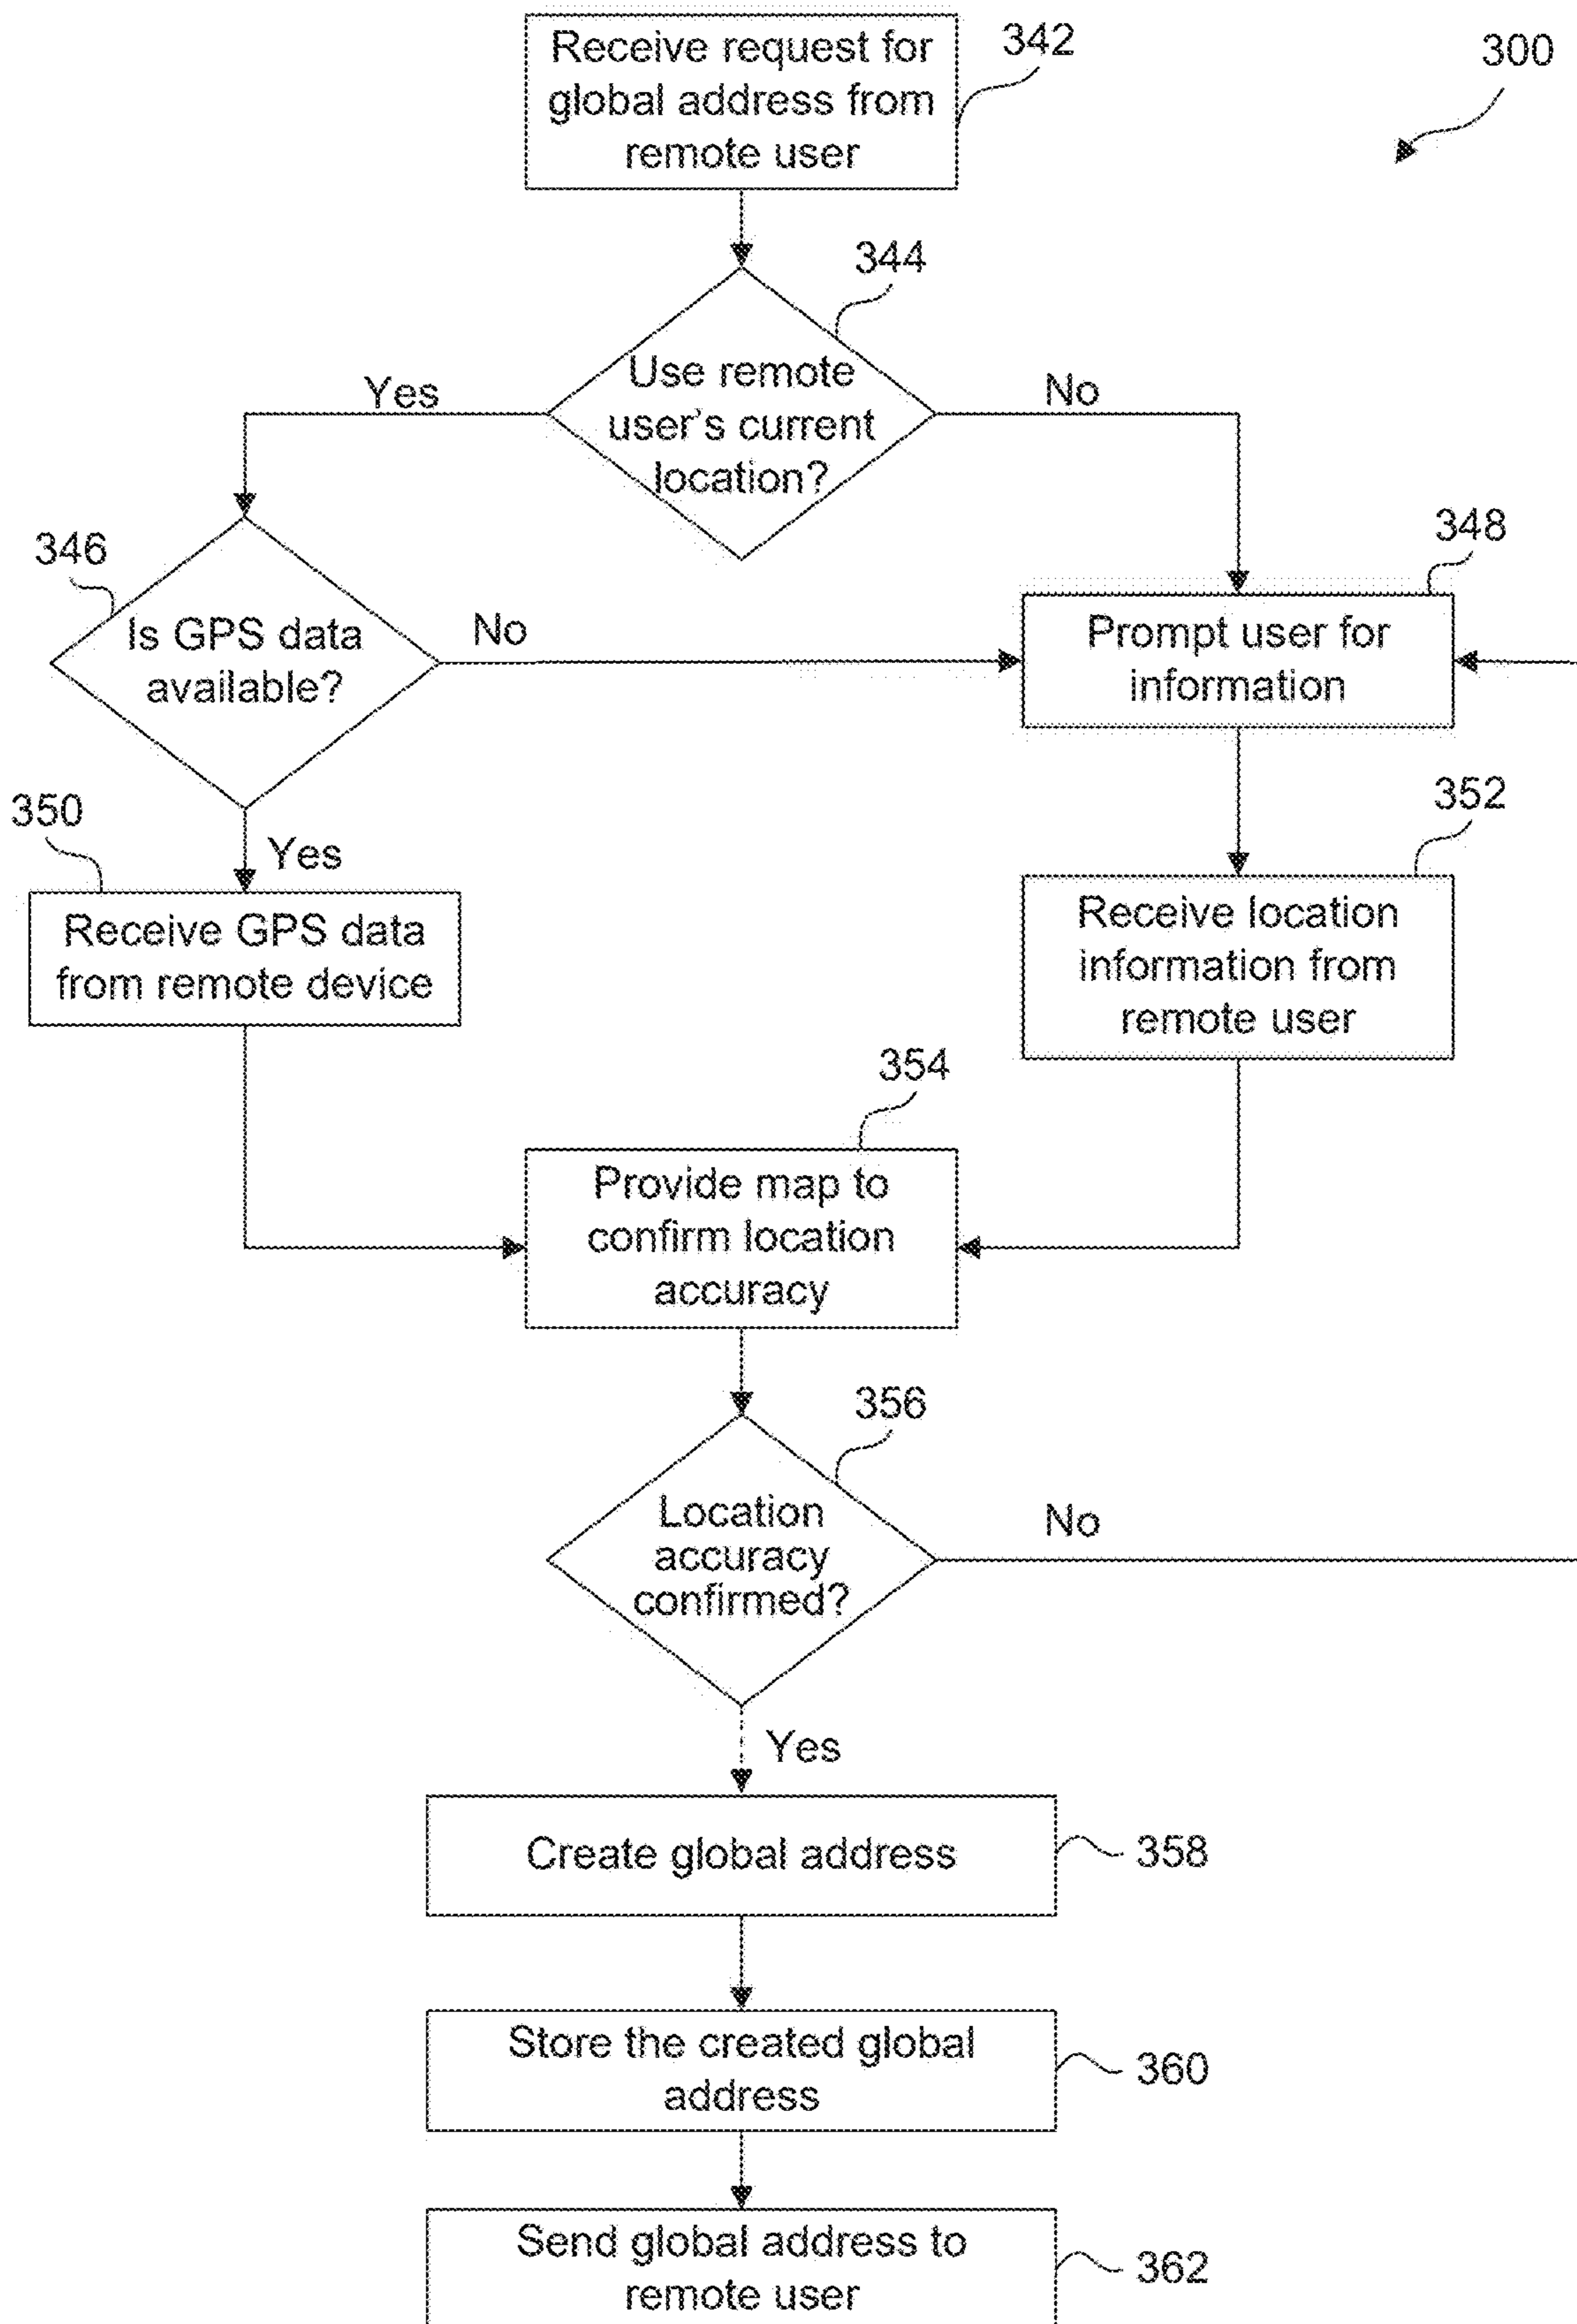 Receive request for
global address from
remote user
342
300
344
Use remote
user's current
location?
Yes
No
346
Is GPS data
available?
No
348
Prompt user for
information
350
Yes
352
Receive GPS data
from remote device
Receive location
information from
remote user
354
Provide map to
confirm location
accuracy
356
Location
accuracy
confirmed?
No
Yes
Create global address
358
Store the created global
address
360
Send global address to
remote user
362